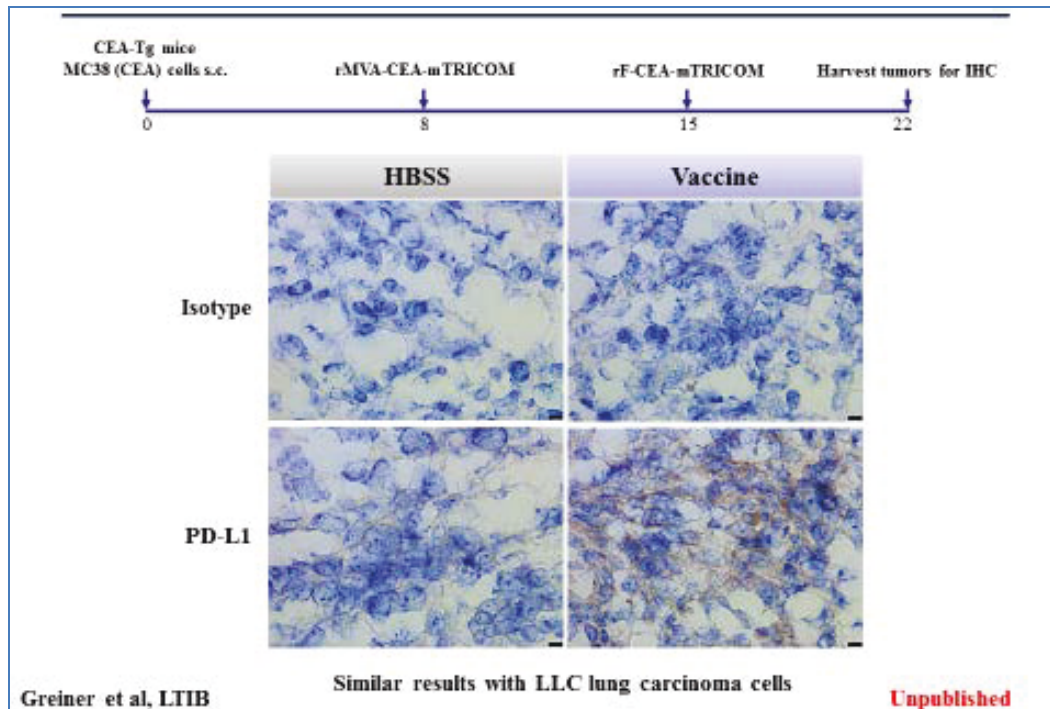 CEA-Tg mice
MC38 (CEA) cells s.c.
rMVA-CEA-mTRICOM
rF-CEA-mTRICOM
Harvest tumors for IHC
0
8
15
22
HBSS
Vaccine
Isotype
PD-L1
Similar results with LLC lung carcinoma cells
Greiner et al, LTIB
Unpublished